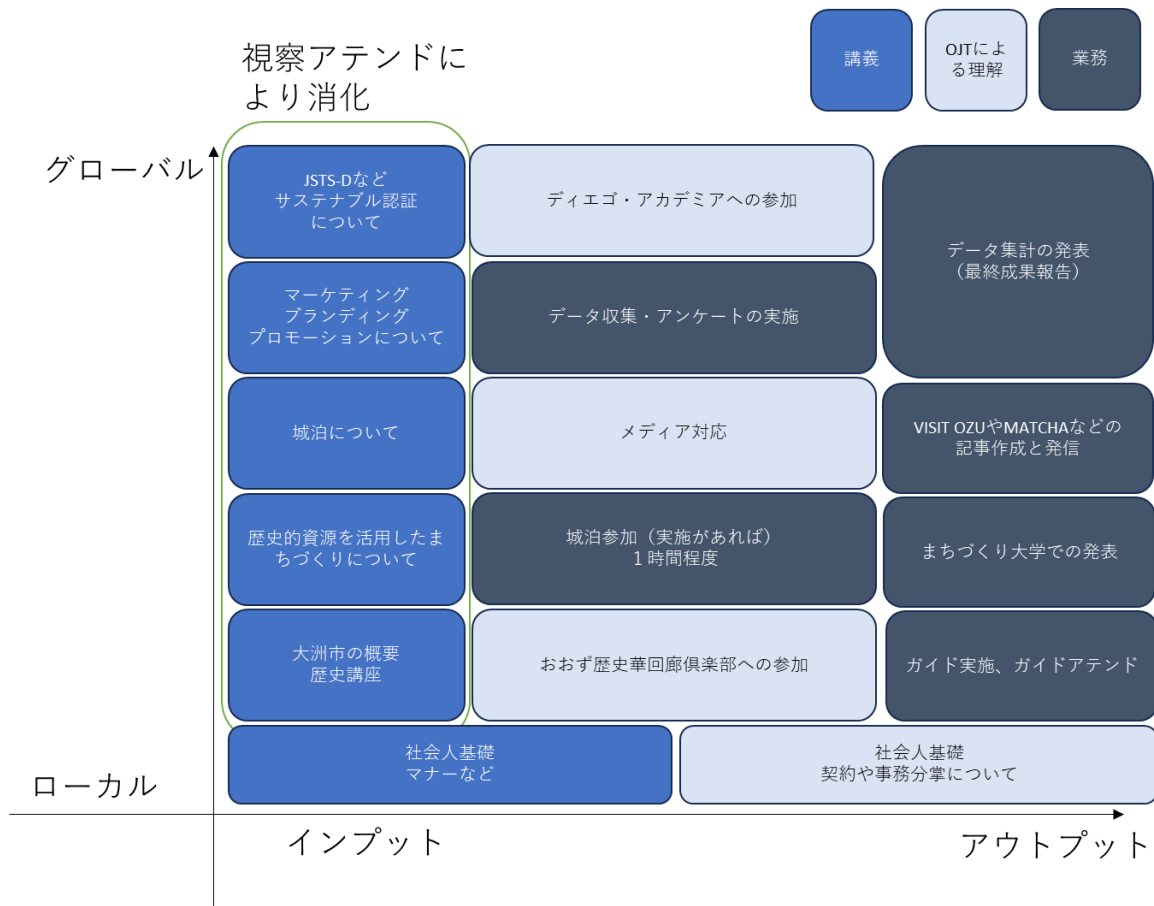 視察アテンドに
より消化
講義
OJTによ
る理解
業務
グローバル
JSTS-Dなど
サステナブル認証
について
ディエゴ・アカデミアへの参加
データ集計の発表
（最終成果報告）
マーケティング
ブランディング
プロモーションについて
データ収集・アンケートの実施
城泊について
メディア対応
VISIT OZUやMATCHAなどの
記事作成と発信
歴史的資源を活用したま
ちづくりについて
城泊参加（実施があれば）
１時間程度
まちづくり大学での発表
大洲市の概要
歴史講座
おおず歴史華回廊倶楽部への参加
ガイド実施、ガイドアテンド
社会人基礎
マナーなど
社会人基礎
契約や事務分掌について
ローカル
インプット
アウトプット